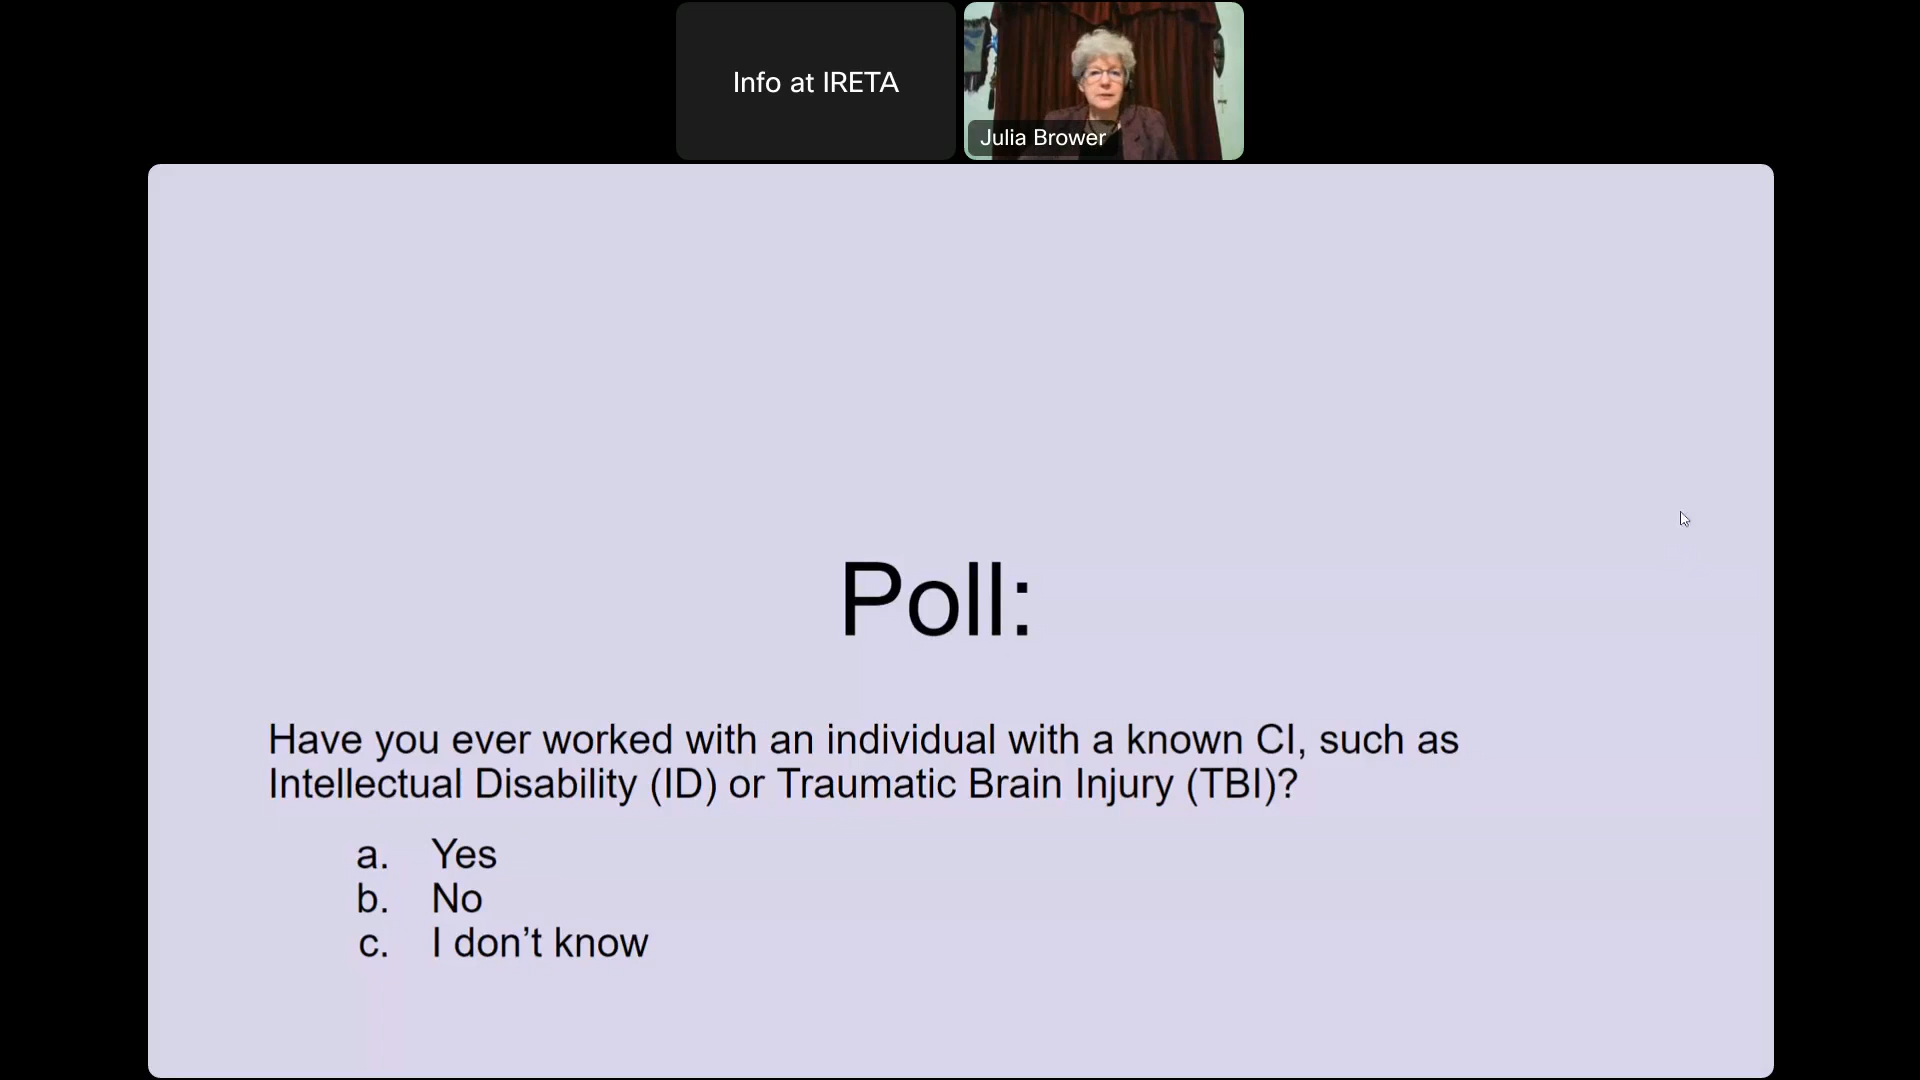 Info at IRETA
Julia Brower
Poll:
Have you ever worked with an individual with a known CI, such as
Intellectual Disability (ID) or Traumatic Brain Injury (TBI)?
a. Yes
b. No
c. I don’t know